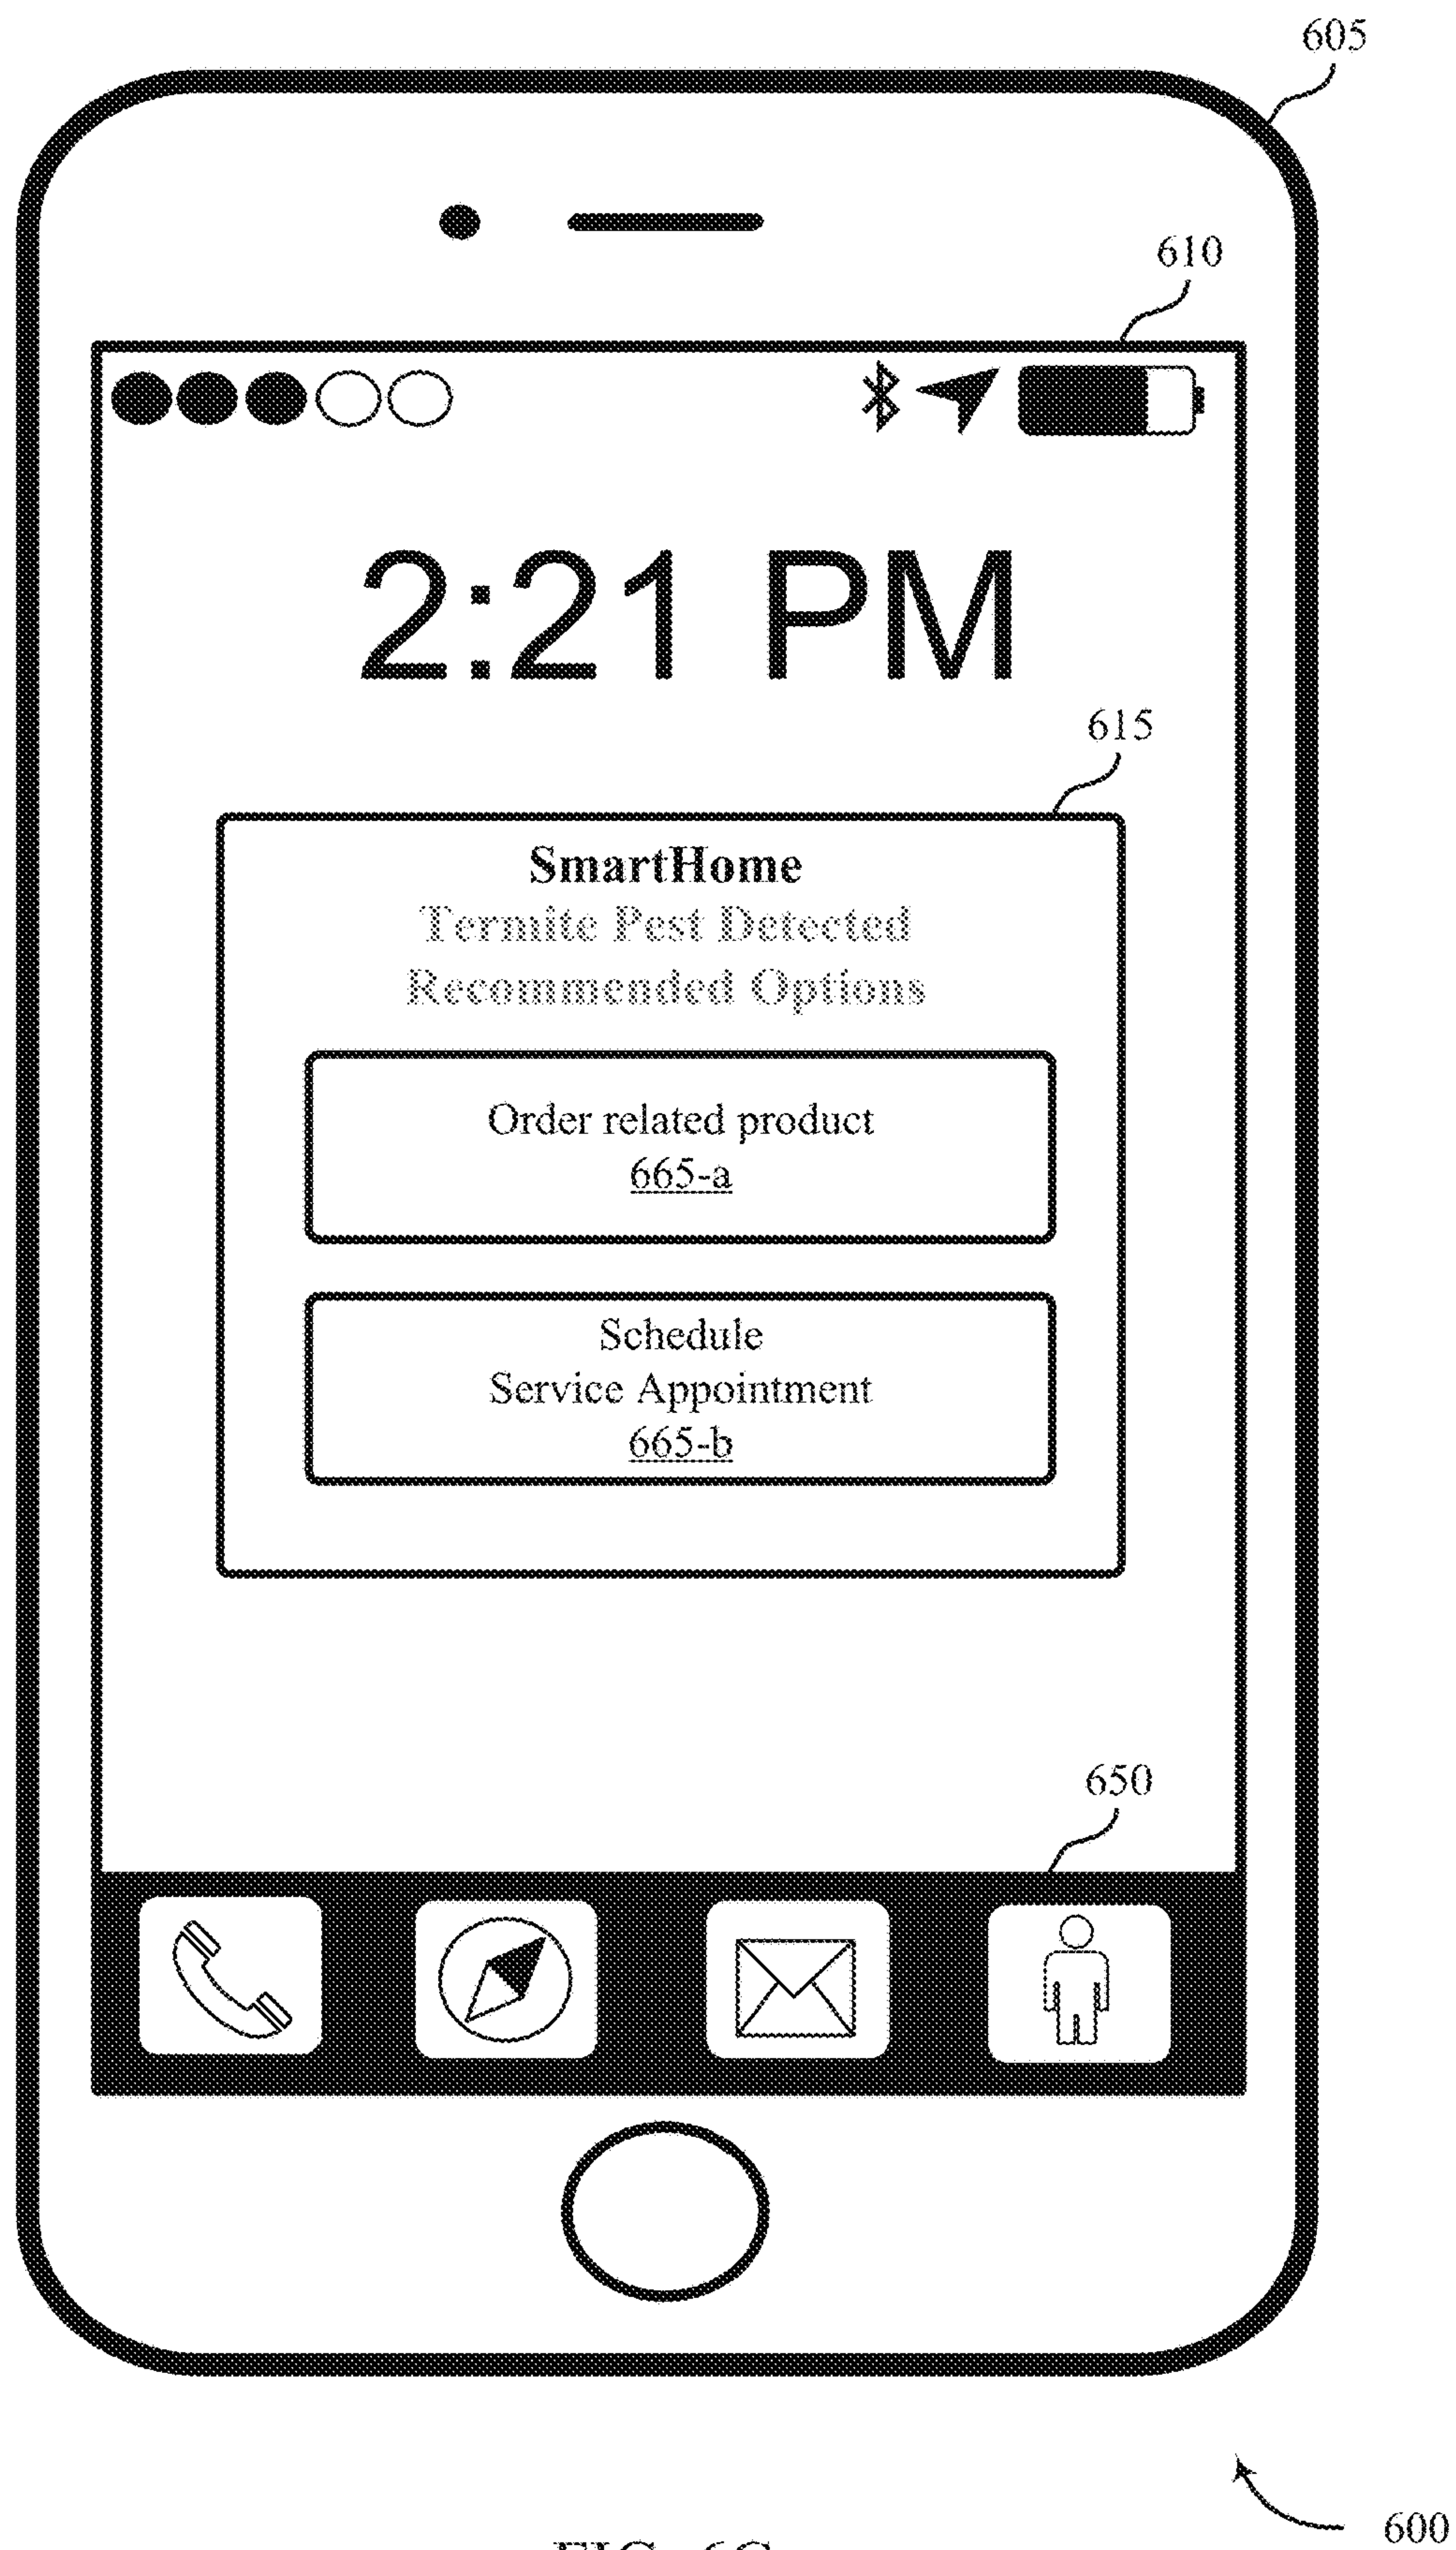 605
610
2:21 PM
615
SmartHome
Termite Pest Detected
Recommended Options
Order related product
665-a
Schedule
Service Appointment
665-b
650
600